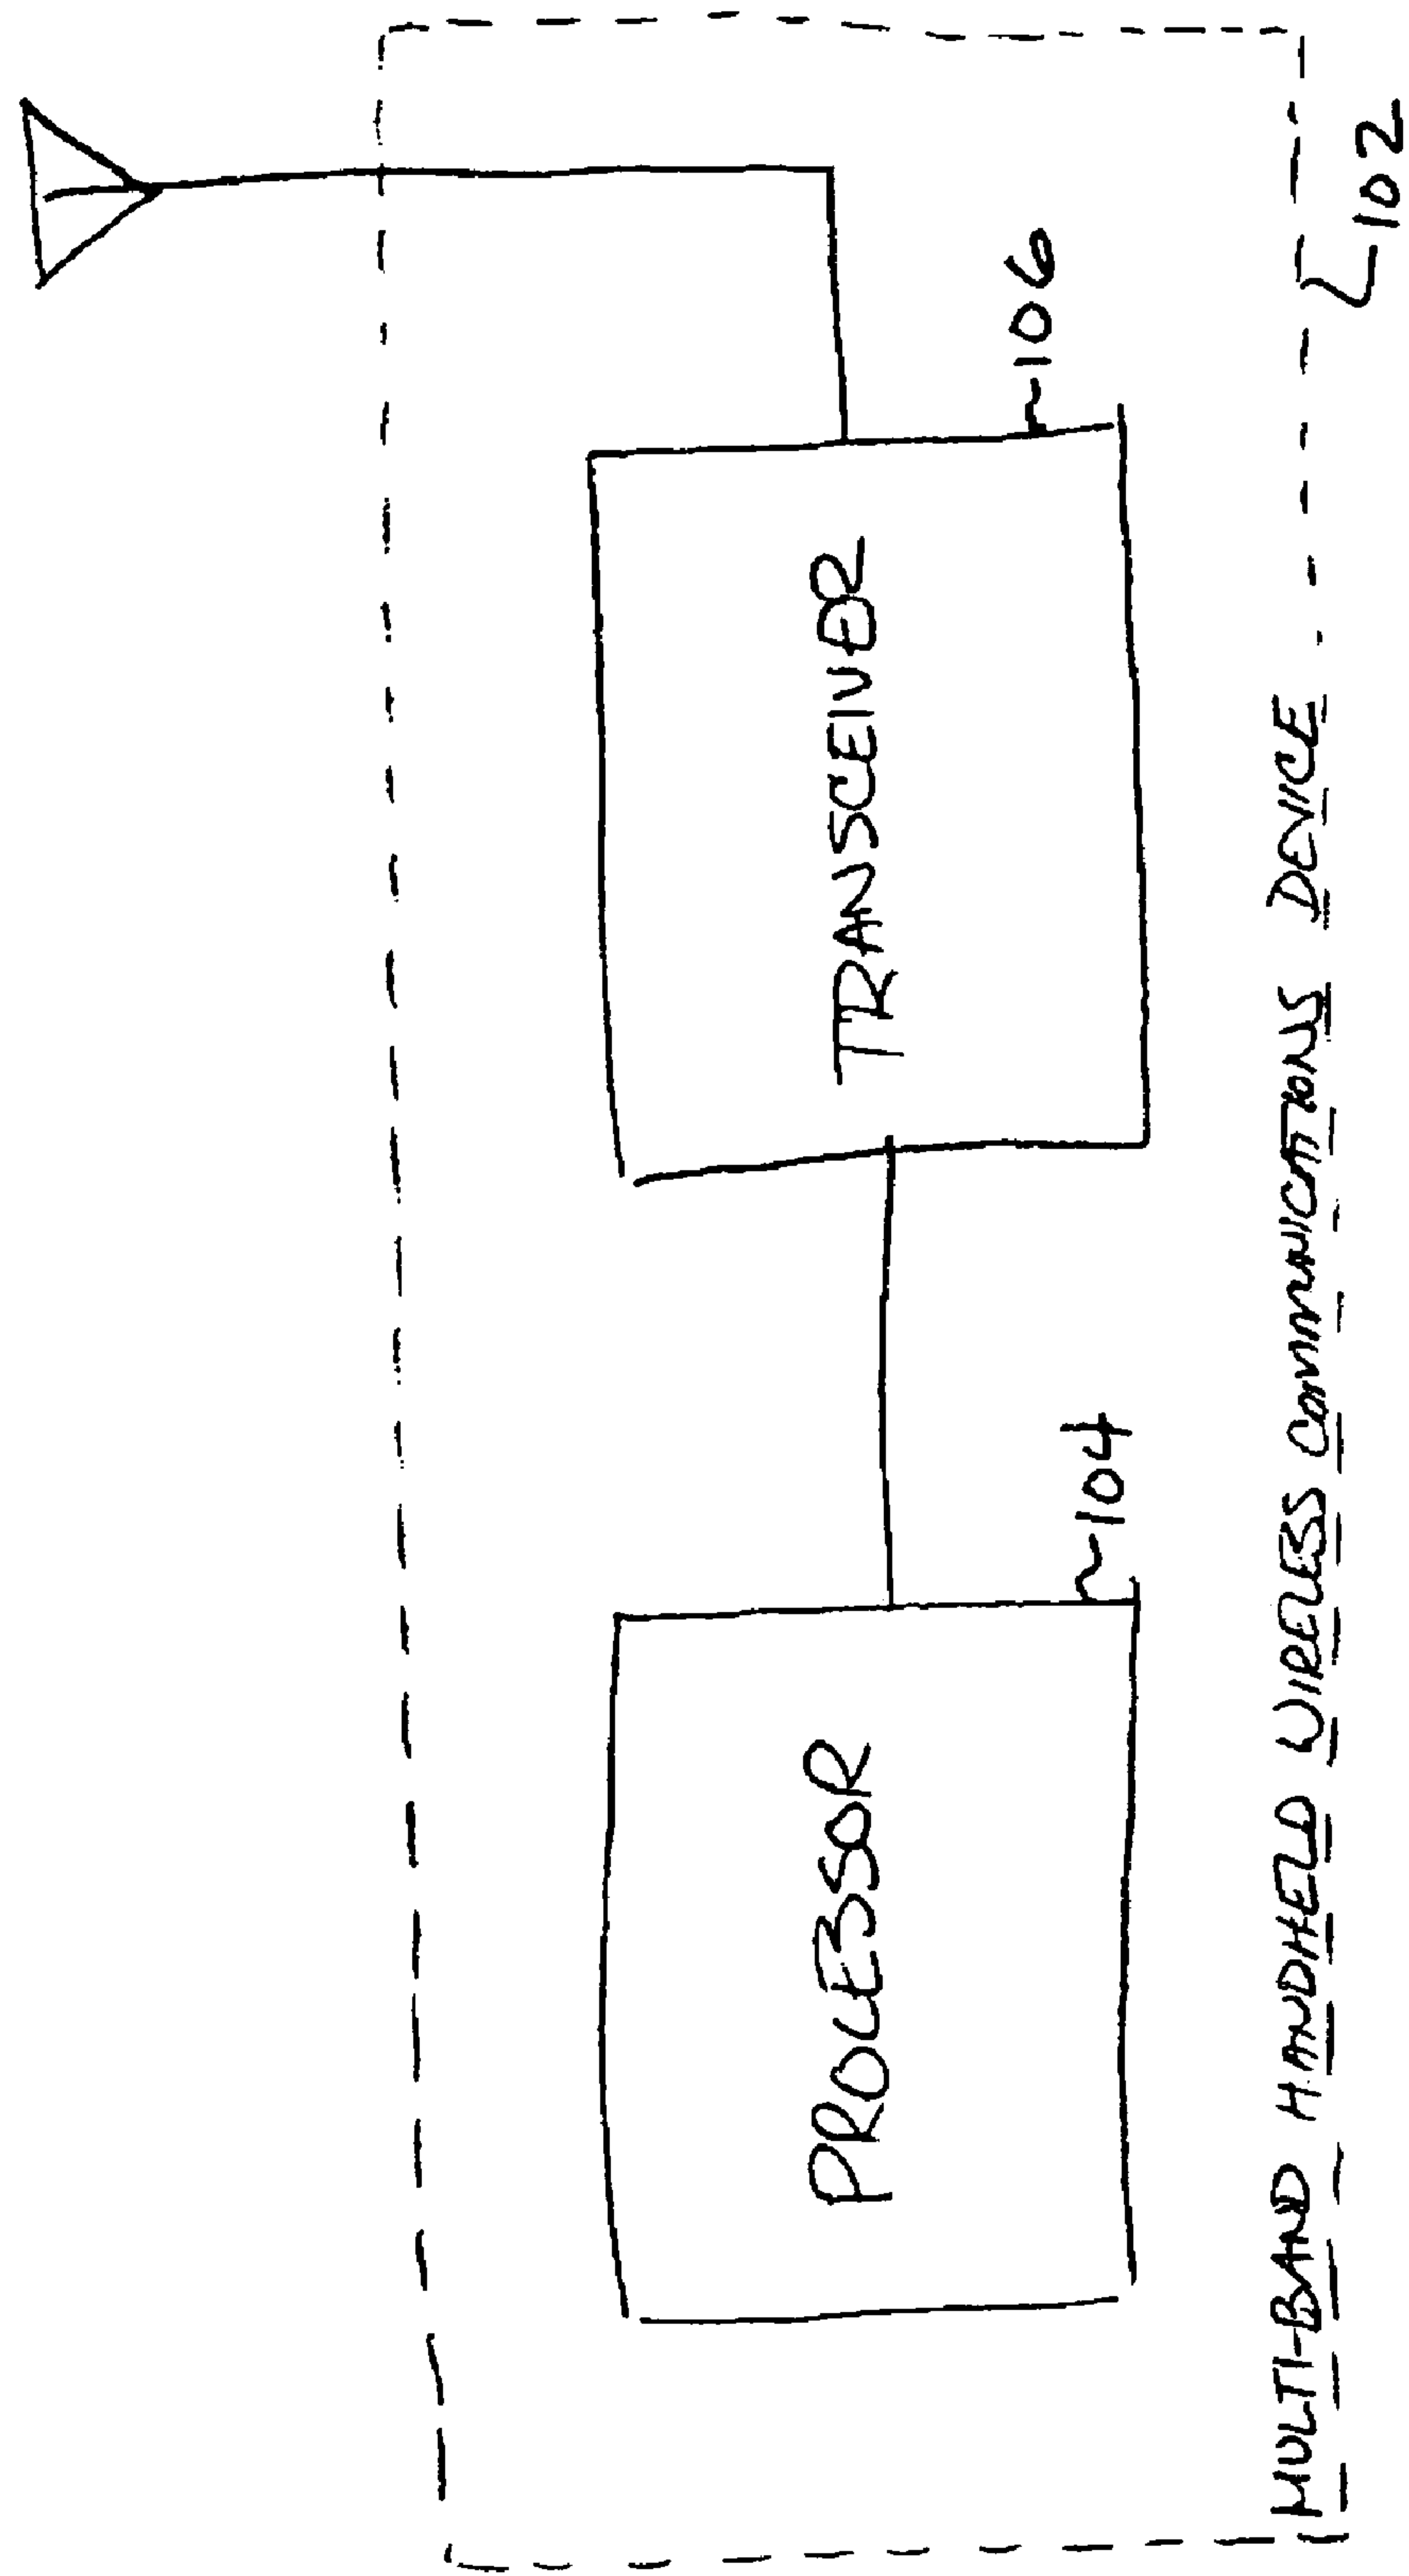 PROCESSOR
~104
TRANSCEIVER
~106
MULTI-BAND HANDHELD WIRELESS COMMUNICATIONS DEVICE
102